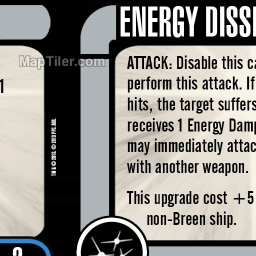 ENERGY DISS
MapTiler.com
1
ATTACK: Disable this ca
perform this attack. If
hits, the target suffers
receives 1 Energy Damp
may immediately attac
with another weapon.
This upgrade cost +5
non-Breen ship.